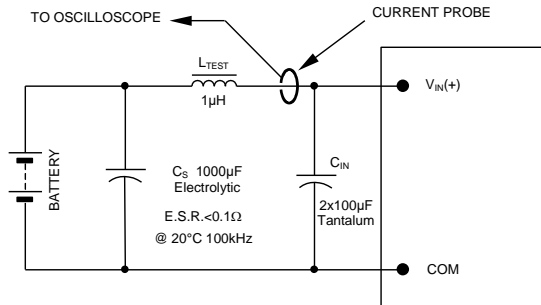 TO OSCILLOSCOPE
CURRENT PROBE
LTEST
1μH
VIN(+)
BATTERY
CS 1000μF
Electrolytic
E.S.R.<0.1Ω
@ 20°C 100kHz
CIN
2x100μF
Tantalum
COM